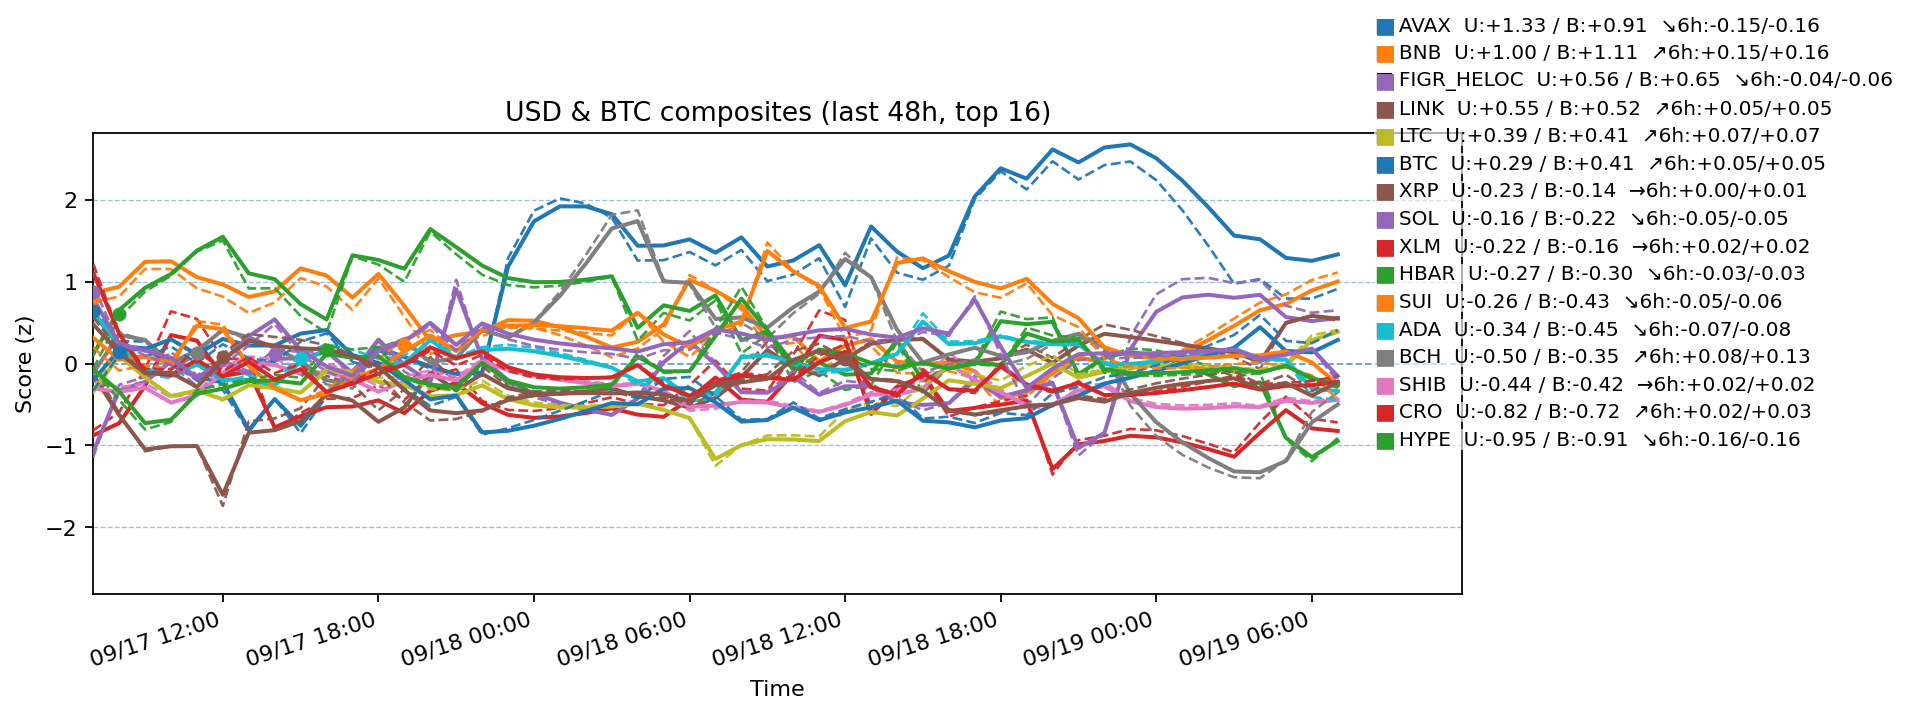 AVAX  U:+1.33 / B:+0.91  ↘6h:-0.15/-0.16
BNB  U:+1.00 / B:+1.11  ↗6h:+0.15/+0.16
FIGR_HELOC  U:+0.56 / B:+0.65  ↘6h:-0.04/-0.06
LINK  U:+0.55 / B:+0.52  ↗6h:+0.05/+0.05
LTC  U:+0.39 / B:+0.41  ↗6h:+0.07/+0.07
BTC  U:+0.29 / B:+0.41  ↗6h:+0.05/+0.05
XRP  U:-0.23 / B:-0.14  →6h:+0.00/+0.01
SOL  U:-0.16 / B:-0.22  ↘6h:-0.05/-0.05
XLM  U:-0.22 / B:-0.16  →6h:+0.02/+0.02
HBAR  U:-0.27 / B:-0.30  ↘6h:-0.03/-0.03
SUI  U:-0.26 / B:-0.43  ↘6h:-0.05/-0.06
ADA  U:-0.34 / B:-0.45  ↘6h:-0.07/-0.08
BCH  U:-0.50 / B:-0.35  ↗6h:+0.08/+0.13
SHIB  U:-0.44 / B:-0.42  →6h:+0.02/+0.02
CRO  U:-0.82 / B:-0.72  ↗6h:+0.02/+0.03
HYPE  U:-0.95 / B:-0.91  ↘6h:-0.16/-0.16
USD & BTC composites (last 48h, top 16)
Score (z)
2
1
0
−1
−2
09/17 12:00
09/17 18:00
09/18 00:00
09/18 06:00
09/18 12:00
09/18 18:00
09/19 00:00
09/19 06:00
Time